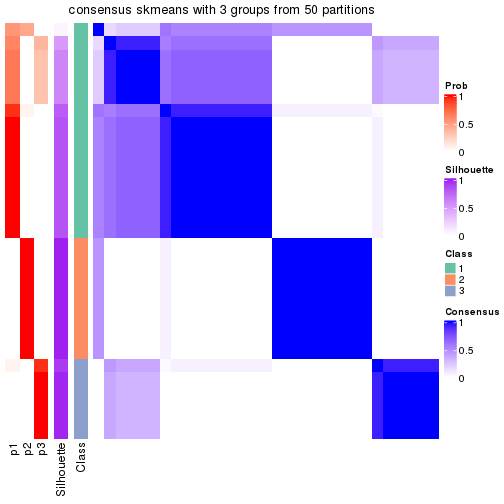 consensus skmeans with 3 groups from 50 partitions
Prob
1
0.5
0
Silhouette
1
0.5
0
Class
1
2
3
Consensus
1
0.5
0
p1
p2
p3
Silhouette
Class